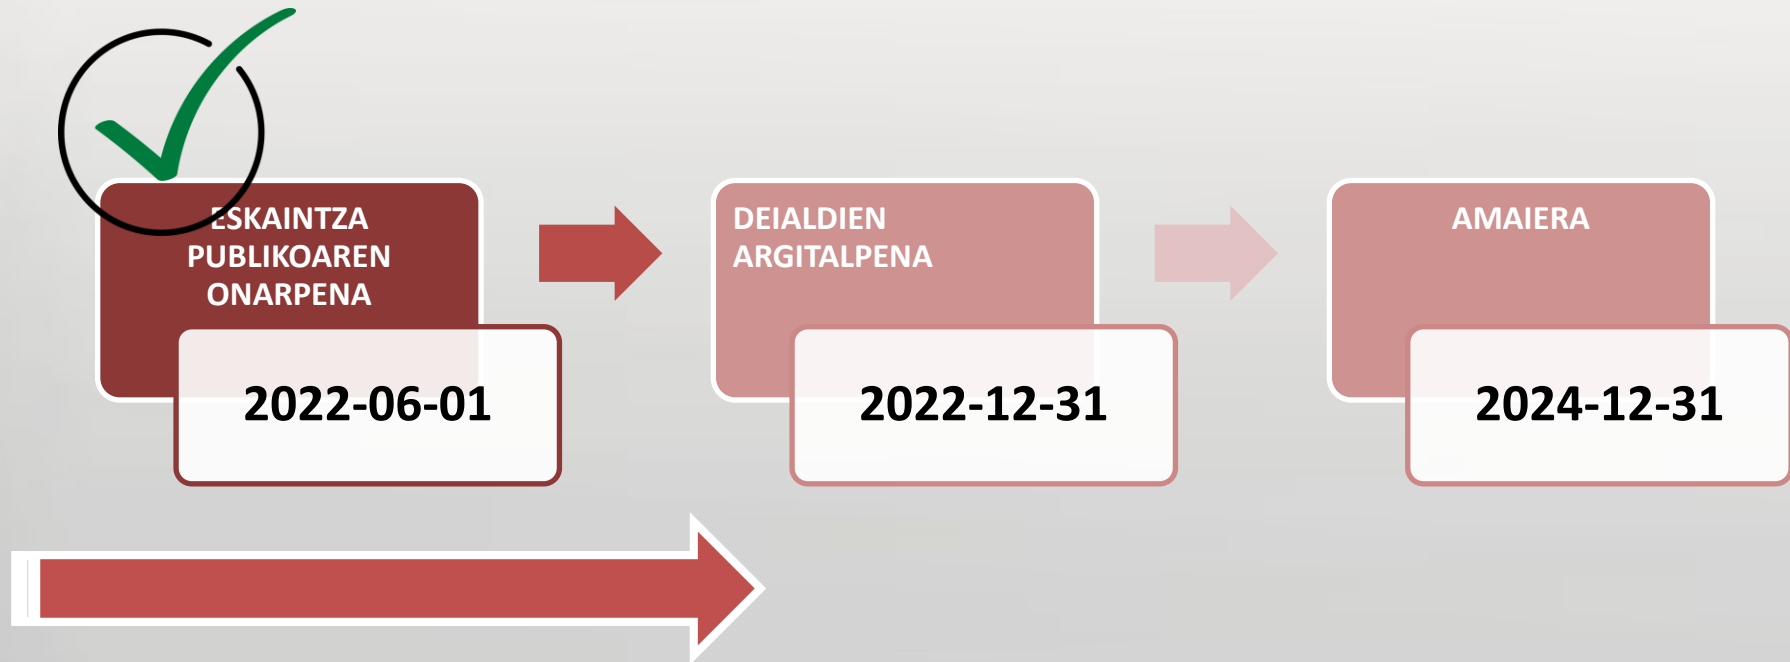 ESKAINTZA
PUBLIKOAREN
ONARPENA
2022-06-01
DEIALDIEN
ARGITALPENA
2022-12-31
AMAIERA
2024-12-31